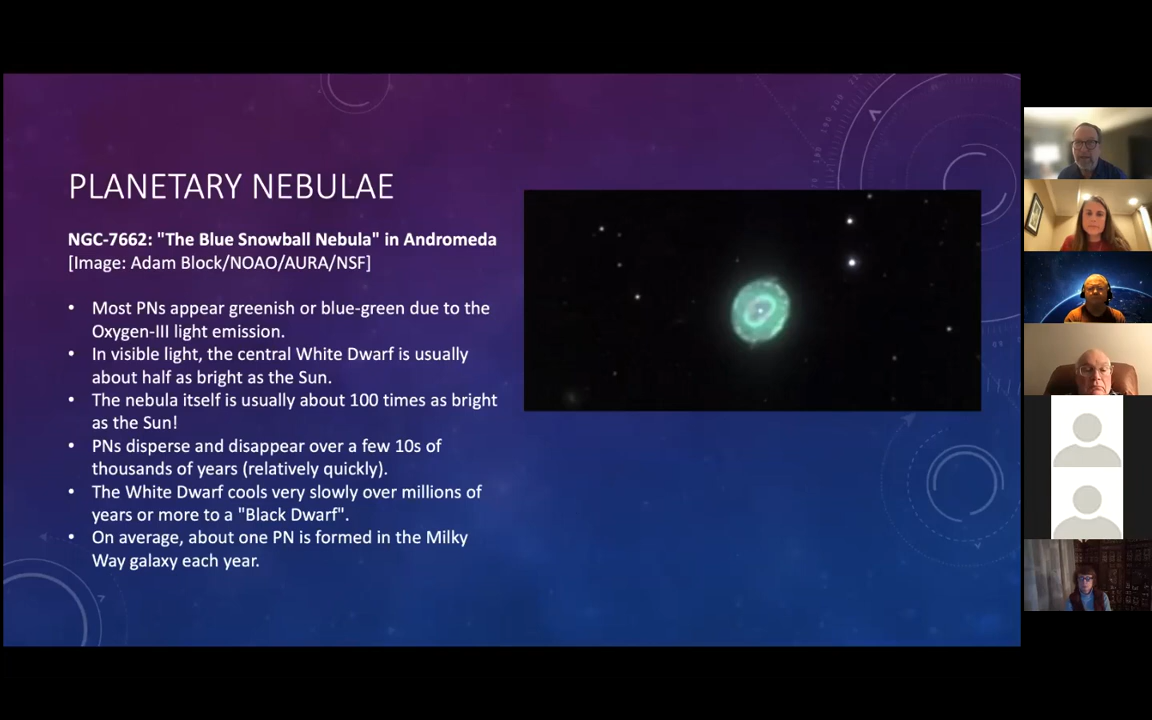 PLANETARY NEBULAE
NGC-7662: "The Blue Snowball Nebula" in Andromeda
[Image: Adam Block/NOAO/AURA/NSF]
• Most PNs appear greenish or blue-green due to the
Oxygen-III light emission.
• In visible light, the central White Dwarf is usually
about half as bright as the Sun.
• The nebula itself is usually about 100 times as bright
as the Sun!
• PNs disperse and disappear over a few 10s of
thousands of years (relatively quickly).
• The White Dwarf cools very slowly over millions of
years or more to a "Black Dwarf".
• On average, about one PN is formed in the Milky
Way galaxy each year.